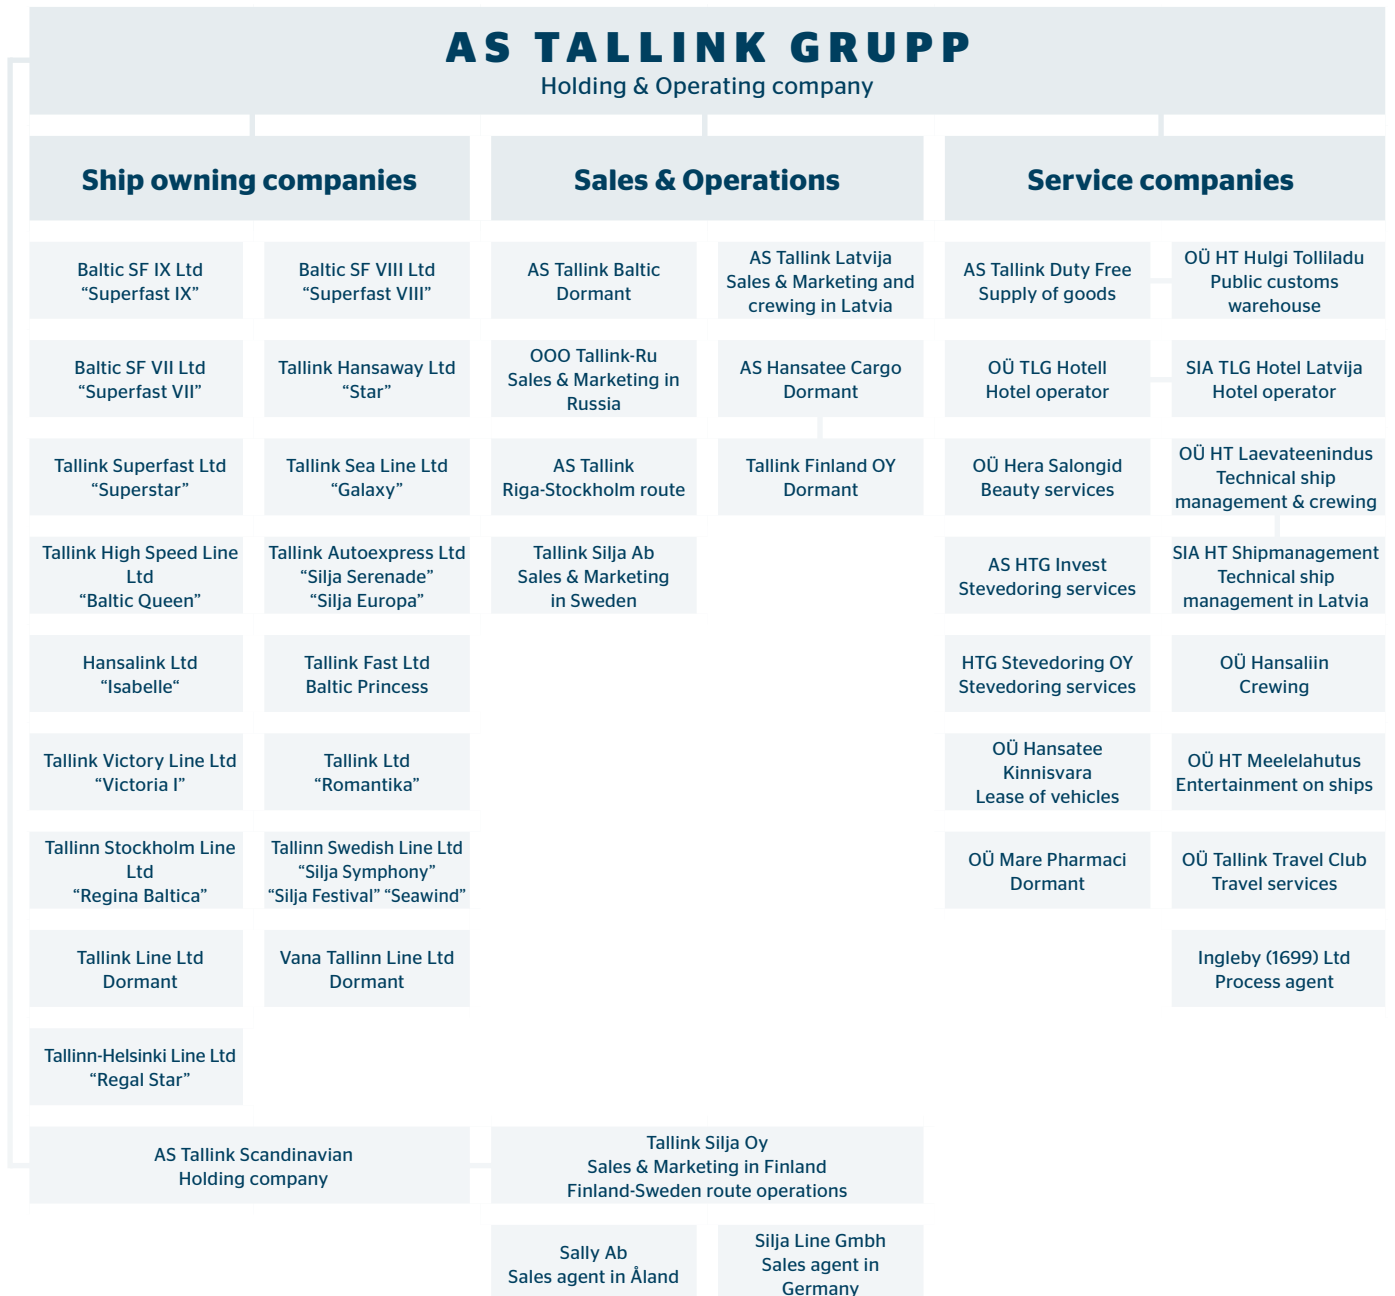 AS TALLINK GRUPP
Holding & Operating company
Ship owning companies
Baltic SF IX Ltd
“Superfast IX”
Baltic SF VIII Ltd
“Superfast VIII”
Baltic SF VII Ltd
“Superfast VII”
Tallink Hansaway Ltd
“Star”
Tallink Superfast Ltd
“Superstar”
Tallink Sea Line Ltd
“Galaxy”
Tallink High Speed Line
Ltd
“Baltic Queen”
Tallink Autoexpress Ltd
“Silja Serenade”
“Silja Europa”
Hansalink Ltd
“Isabelle“
Tallink Fast Ltd
Baltic Princess
Tallink Victory Line Ltd
“Victoria I”
Tallink Ltd
“Romantika”
Tallinn Stockholm Line
Ltd
“Regina Baltica”
Tallinn Swedish Line Ltd
“Silja Symphony”
“Silja Festival” “Seawind”
Tallink Line Ltd
Dormant
Vana Tallinn Line Ltd
Dormant
Tallinn-Helsinki Line Ltd
“Regal Star”
Sales & Operations
AS Tallink Baltic
Dormant
AS Tallink Latvija
Sales & Marketing and
crewing in Latvia
OOO Tallink-Ru
Sales & Marketing in
Russia
AS Hansatee Cargo
Dormant
AS Tallink
Riga-Stockholm route
Tallink Finland OY
Dormant
Tallink Silja Ab
Sales & Marketing
in Sweden
Service companies
AS Tallink Duty Free
Supply of goods
OÜ HT Hulgi Tolliladu
Public customs
warehouse
OÜ TLG Hotell
Hotel operator
SIA TLG Hotel Latvija
Hotel operator
OÜ Hera Salongid
Beauty services
OÜ HT Laevateenindus
Technical ship
management & crewing
AS HTG Invest
Stevedoring services
SIA HT Shipmanagement
Technical ship
management in Latvia
HTG Stevedoring OY
Stevedoring services
OÜ Hansaliin
Crewing
OÜ Hansatee
Kinnisvara
Lease of vehicles
OÜ HT Meelelahutus
Entertainment on ships
OÜ Mare Pharmaci
Dormant
OÜ Tallink Travel Club
Travel services
Ingleby (1699) Ltd
Process agent
AS Tallink Scandinavian
Holding company
Tallink Silja Oy
Sales & Marketing in Finland
Finland-Sweden route operations
Sally Ab
Sales agent in Åland
Silja Line Gmbh
Sales agent in
Germany